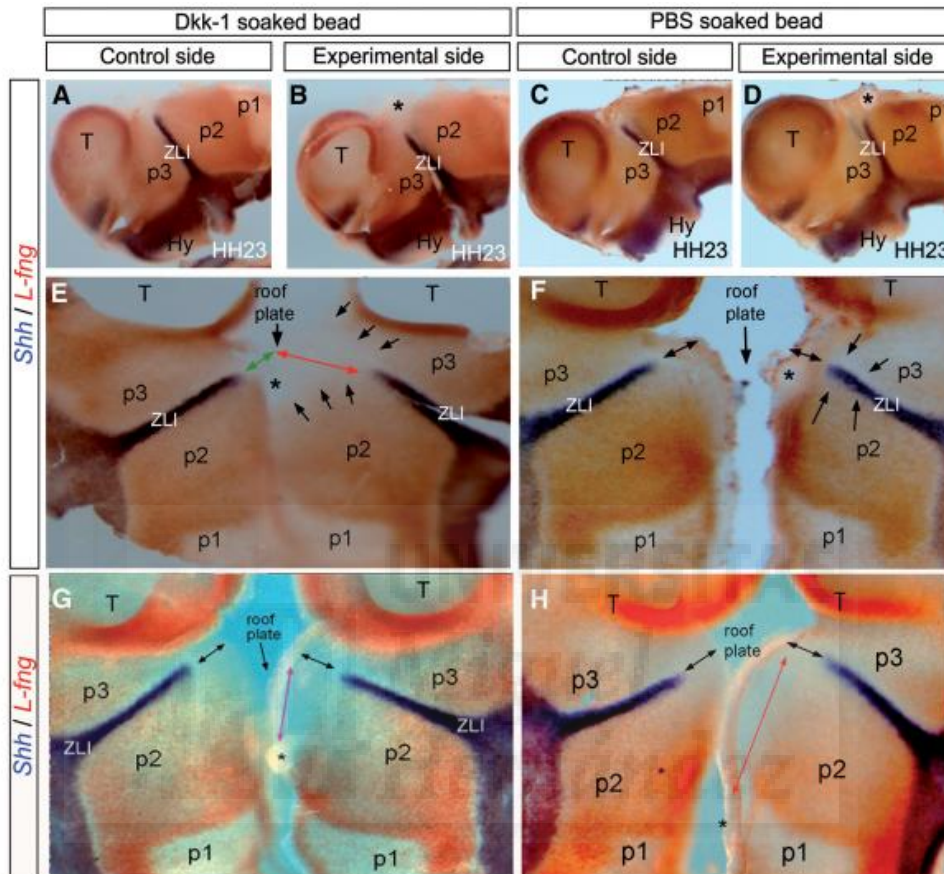 Dkk-1 soaked bead
PBS soaked bead
Control side
Experimental side
Control side
Experimental side
Shh / L-fng
A
T
ZLI
p1
p2
p3
Hy
HH23
B
*
T
ZLI
p2
p3
Hy
HH23
C
T
ZLI
p1
p2
p3
Hy
HH23
D
*
T
ZLI
p2
p3
Hy
HH23
E
T
roof
plate
T
p3
*
p3
ZLI
ZLI
p2
p2
p1
p1
F
T
roof
plate
T
p3
*
p3
ZLI
ZLI
p2
p2
p1
p1
Shh / L-fng
G
T
roof
plate
T
p3
p3
ZLI
ZLI
p2
*
p2
p1
p1
H
T
roof
plate
T
p3
p3
p2
p2
*
p1
p1